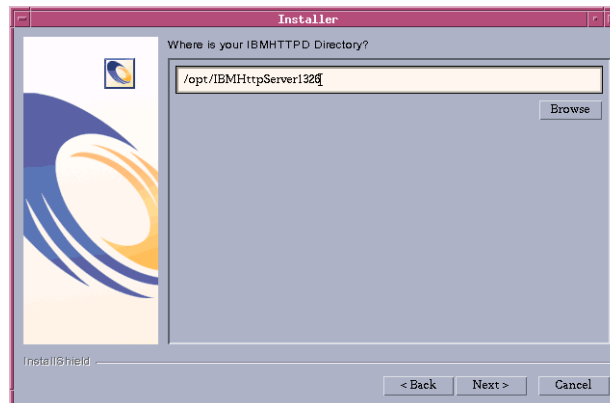 Installer
Where is your IBMHTTPD Directory?
/opt/IBMHttpServer1326
Browse
InstallShield
< Back
Next >
Cancel